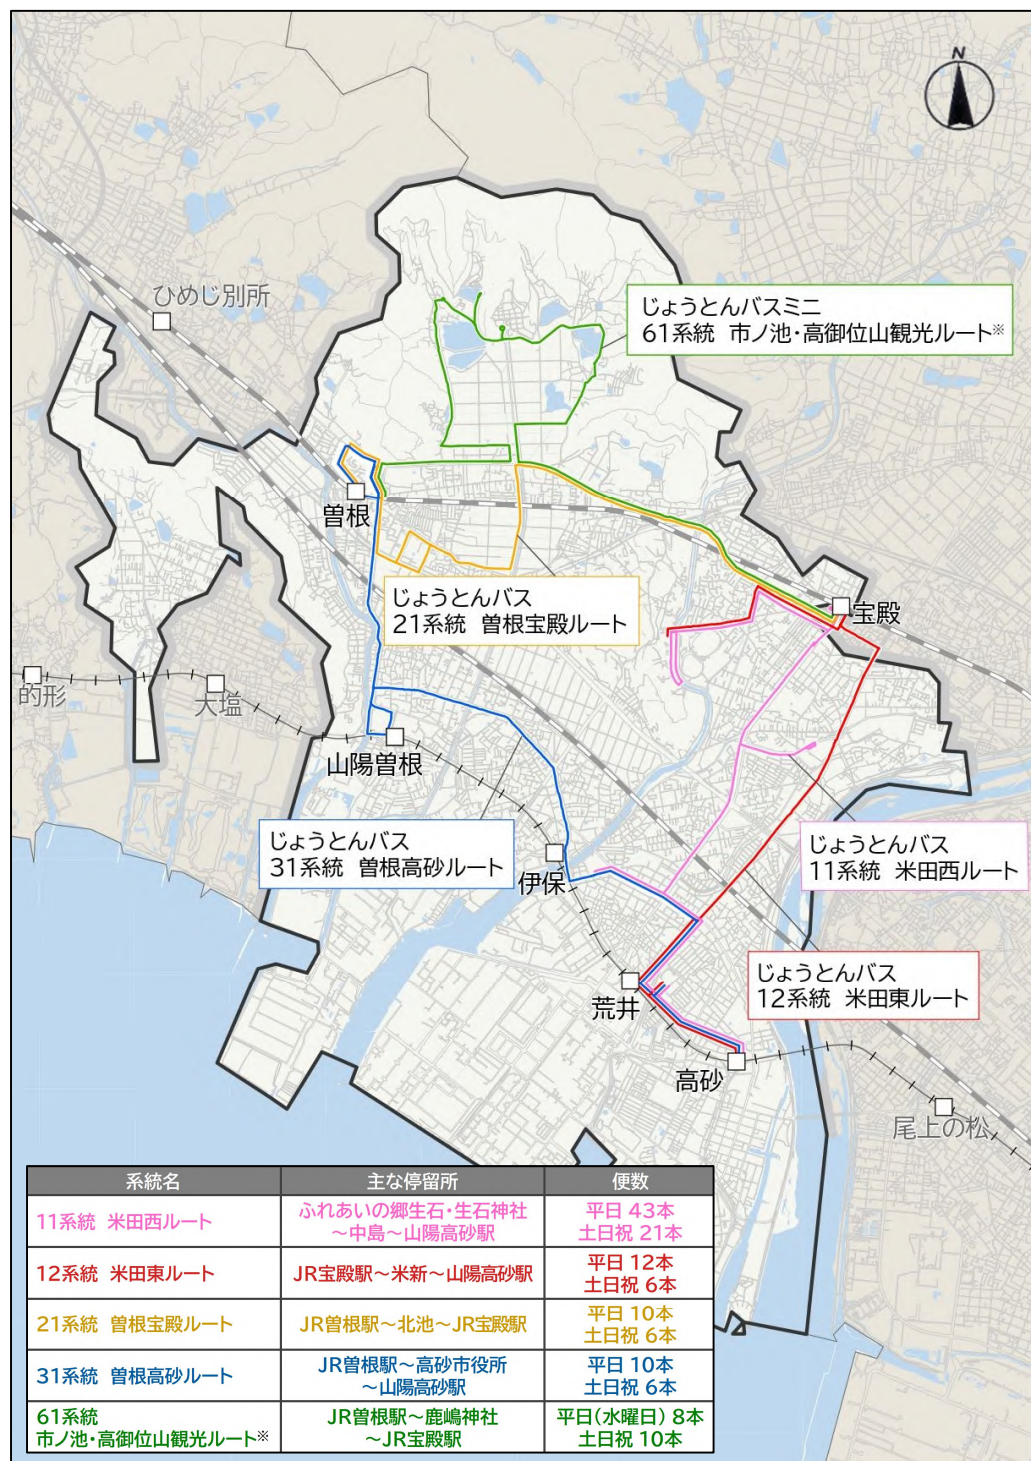 N
ひめじ別所
じょうとんバスミニ
61系統 市ノ池・高御位山観光ルート※
曽根
じょうとんバス
21系統 曽根宝殿ルート
宝殿
的形
大塩
山陽曽根
じょうとんバス
31系統 曽根高砂ルート
じょうとんバス
11系統 米田西ルート
伊保
じょうとんバス
12系統 米田東ルート
荒井
高砂
尾上の松
系統名 主な停留所 便数
11系統 米田西ルート
ふれあいの郷生石・生石神社
～中島～山陽高砂駅
平日 43本
土日祝 21本
12系統 米田東ルート
JR宝殿駅～米新～山陽高砂駅
平日 12本
土日祝 6本
21系統 曽根宝殿ルート
JR曽根駅～北池～JR宝殿駅
平日 10本
土日祝 6本
31系統 曽根高砂ルート
JR曽根駅～高砂市役所
～山陽高砂駅
平日 10本
土日祝 6本
61系統
市ノ池・高御位山観光ルート※
JR曽根駅～鹿嶋神社
～JR宝殿駅
平日(水曜日) 8本
土日祝 10本